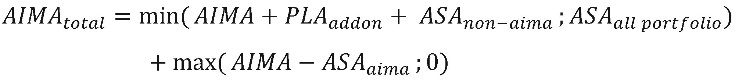 AIMA_total = min( AIMA + PLA_addon + ASA_non−aima ; ASA_all portfolio)
+ max( AIMA − ASA_aima ; 0)